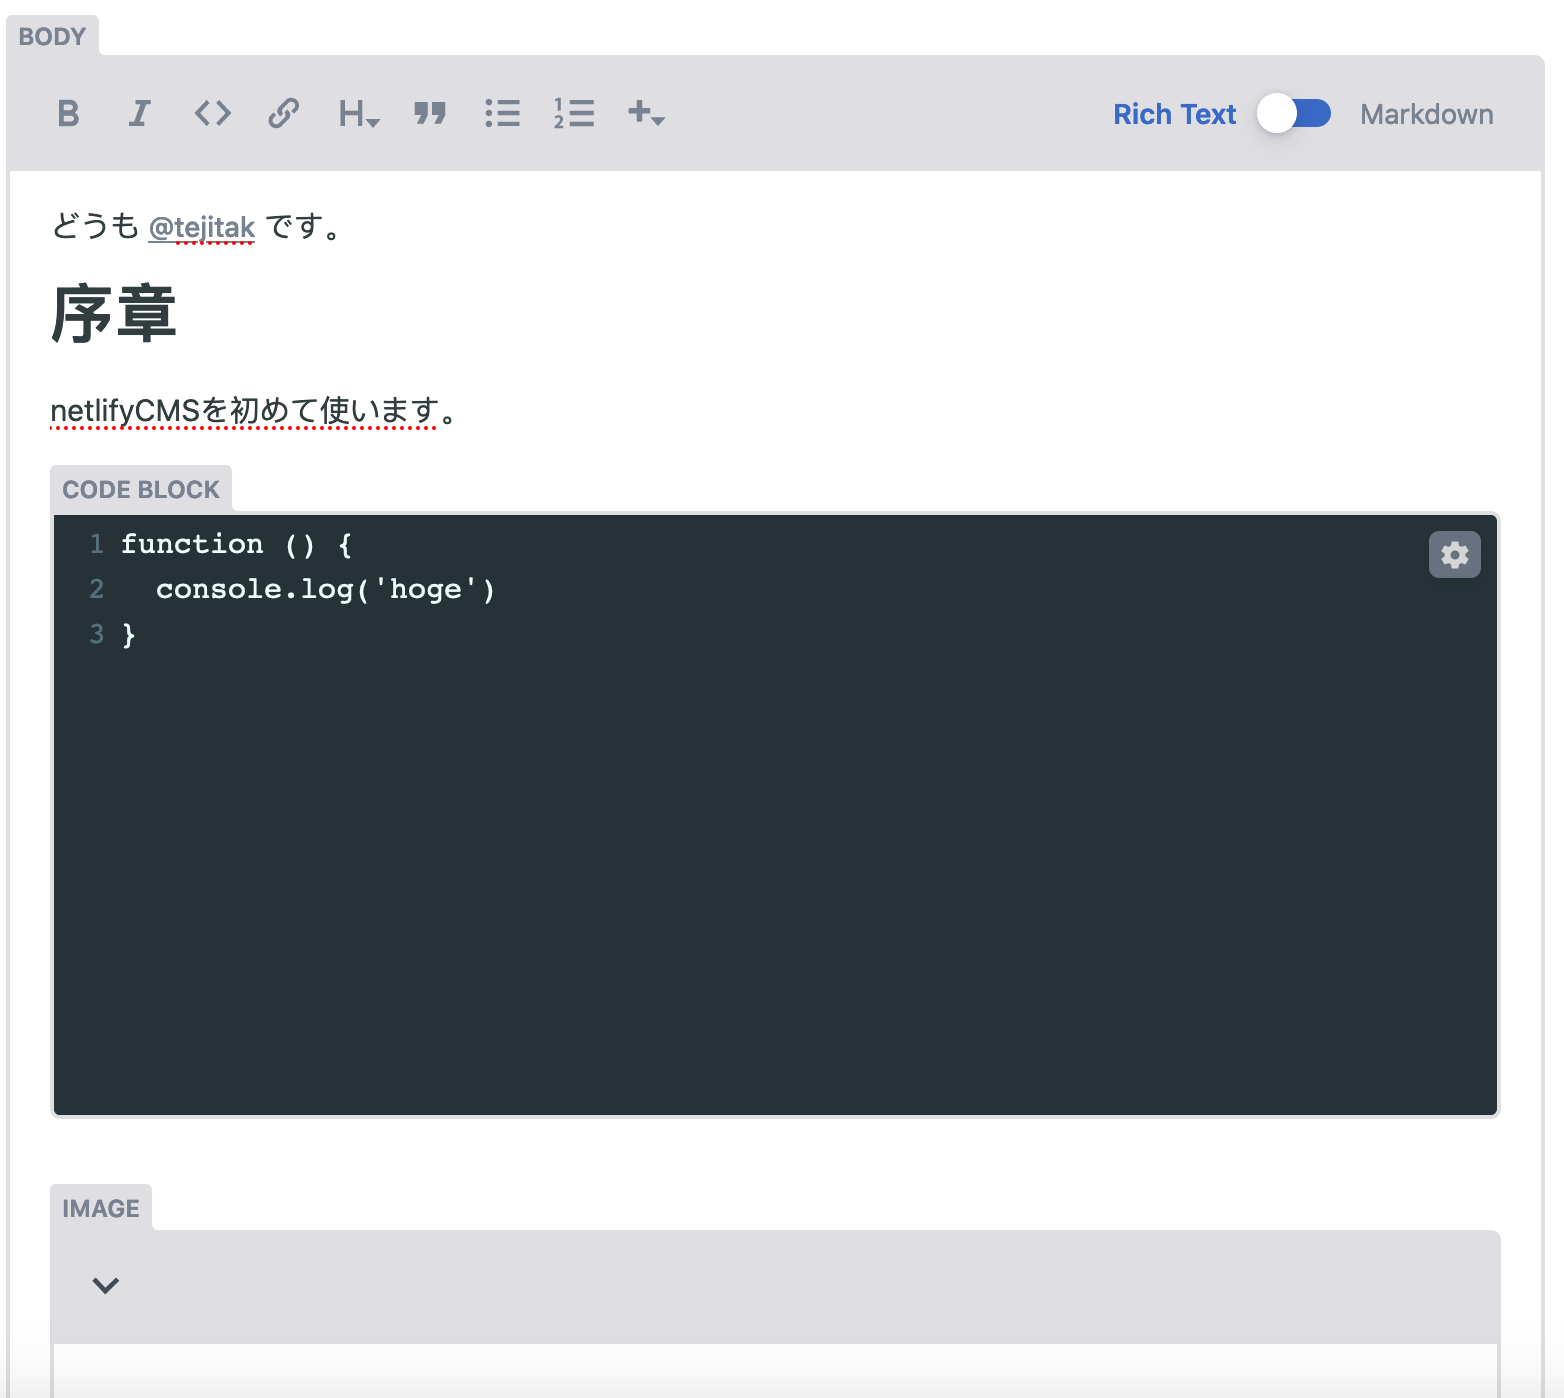 BODY
B I <> H ” 1 2 + Rich Text Markdown
どうも @tejitak です。
序章
netlifyCMSを初めて使います。
CODE BLOCK
1 function () {
2   console.log('hoge')
3 }
IMAGE